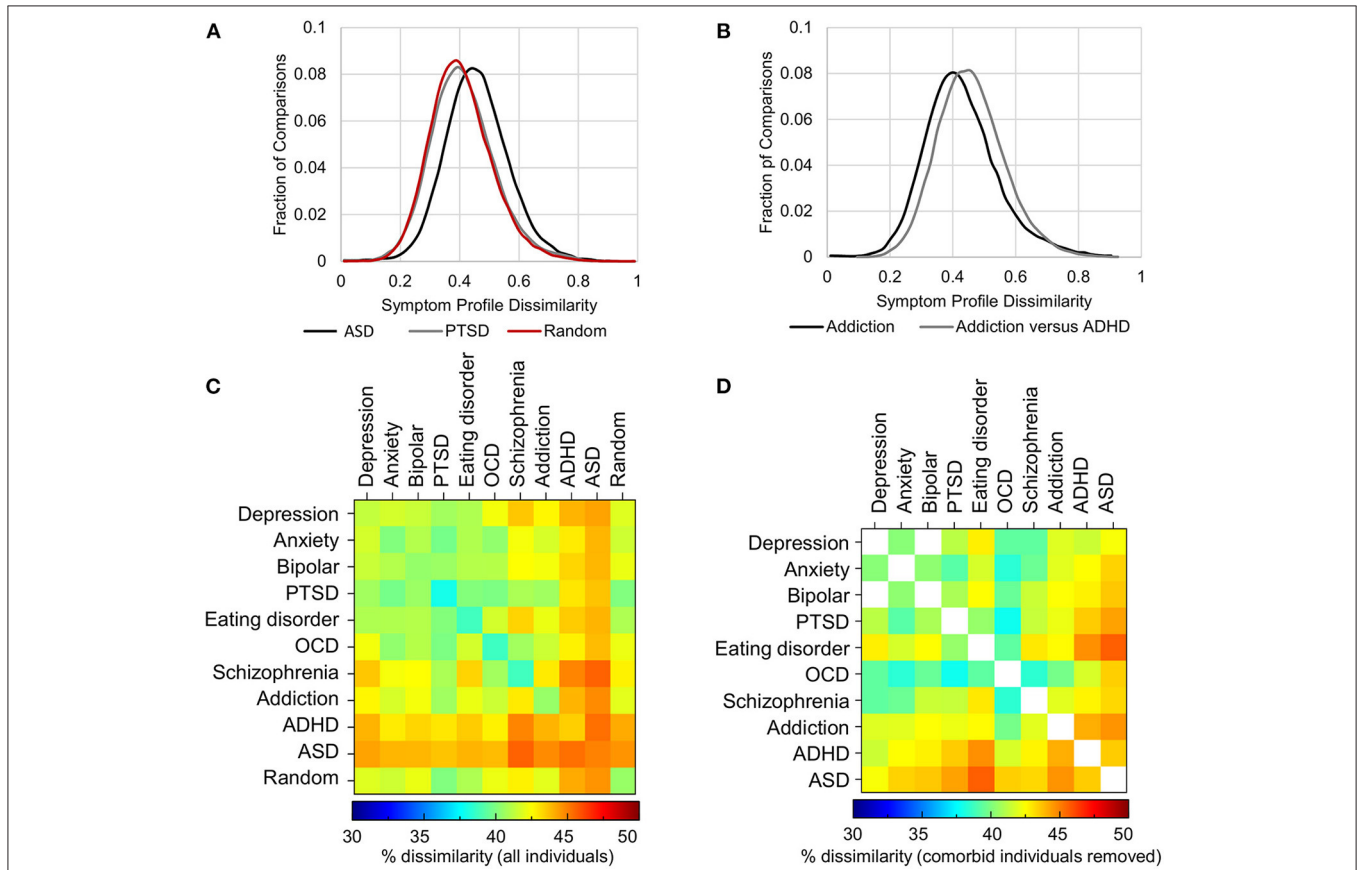 A
Fraction of Comparisons
0.1
0.08
0.06
0.04
0.02
0
0
0.2
0.4
0.6
0.8
1
Symptom Profile Dissimilarity
ASD
PTSD
Random
B
Fraction pf Comparisons
0.1
0.08
0.06
0.04
0.02
0
0
0.2
0.4
0.6
0.8
1
Symptom Profile Dissimilarity
Addiction
Addiction versus ADHD
C
Depression
Anxiety
Bipolar
PTSD
Eating disorder
OCD
Schizophrenia
Addiction
ADHD
ASD
Random
Depression
Anxiety
Bipolar
PTSD
Eating disorder
OCD
Schizophrenia
Addiction
ADHD
ASD
Random
30
35
40
45
50
% dissimilarity (all individuals)
D
Depression
Anxiety
Bipolar
PTSD
Eating disorder
OCD
Schizophrenia
Addiction
ADHD
ASD
Depression
Anxiety
Bipolar
PTSD
Eating disorder
OCD
Schizophrenia
Addiction
ADHD
ASD
30
35
40
45
50
% dissimilarity (comorbid individuals removed)